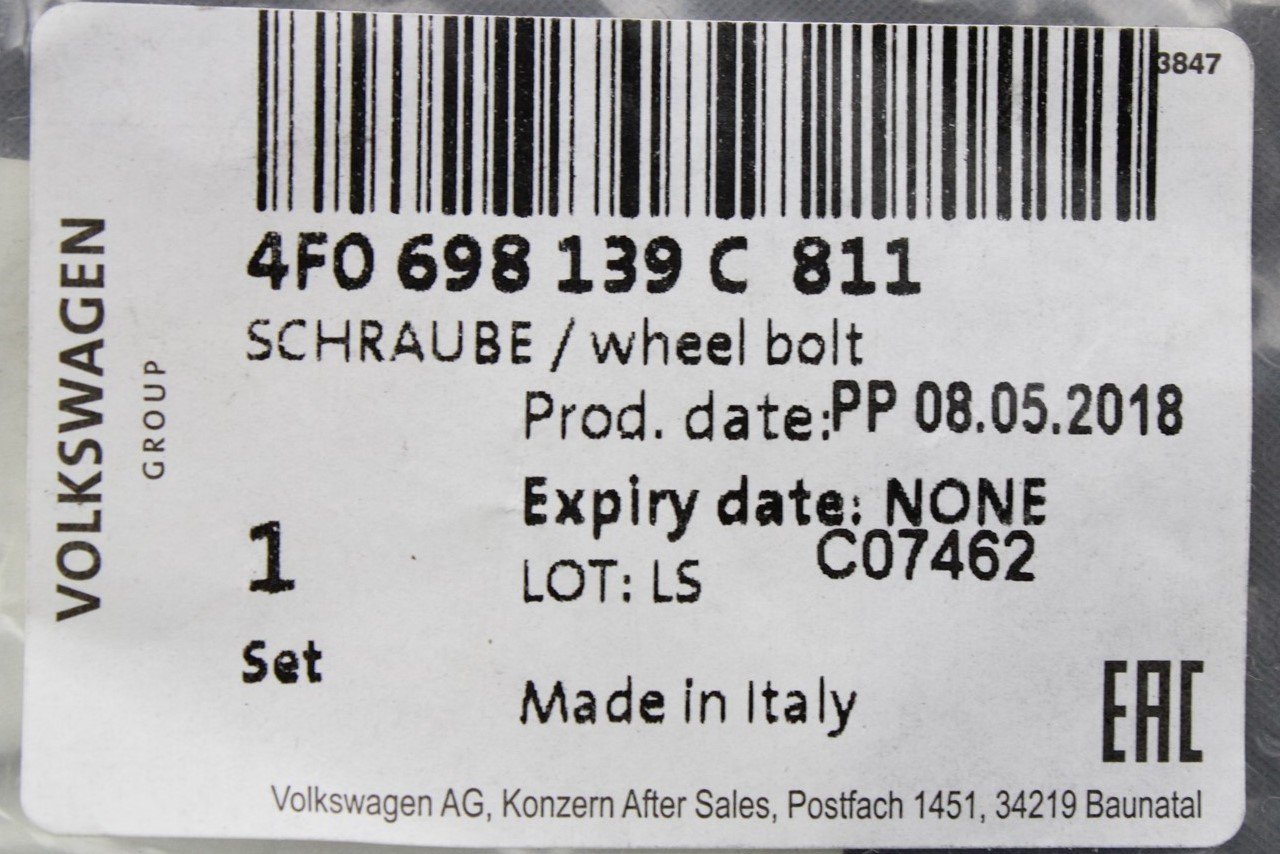 3847
4F0 698 139 C 811
SCHRAUBE / wheel bolt
Prod. date:PP 08.05.2018
Expiry date: NONE
C07462
LOT: LS
1
Set
Made in Italy
EAC
VOLKSWAGEN
GROUP
Volkswagen AG, Konzern After Sales, Postfach 1451, 34219 Baunatal